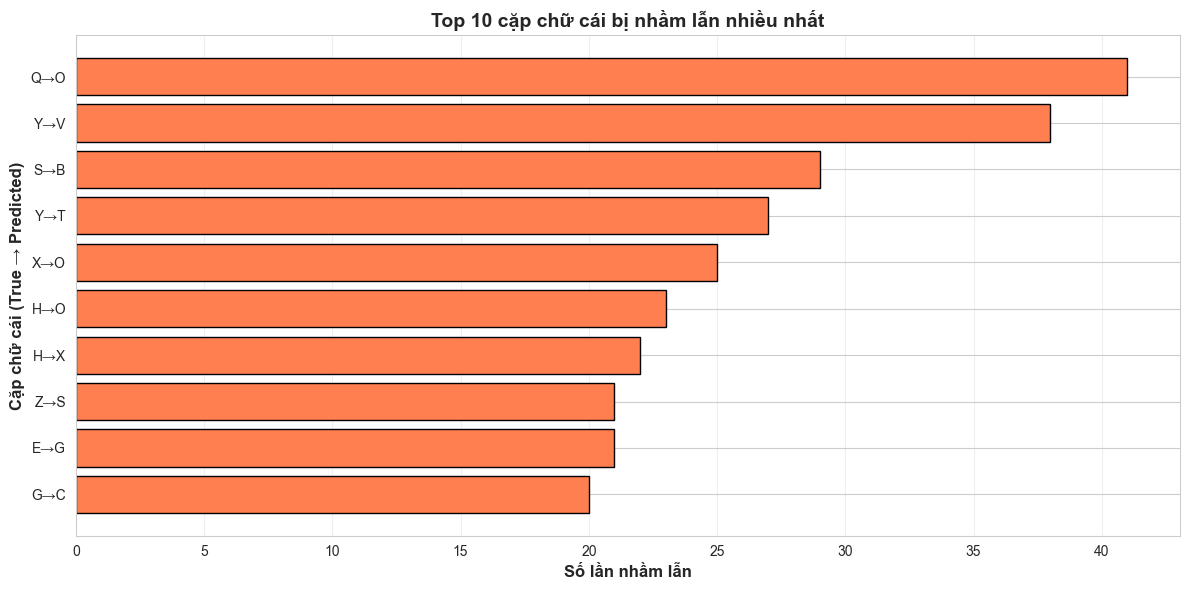 Top 10 cặp chữ cái bị nhầm lẫn nhiều nhất
Cặp chữ cái (True → Predicted)
Q→O
Y→V
S→B
Y→T
X→O
H→O
H→X
Z→S
E→G
G→C
0 5 10 15 20 25 30 35 40
Số lần nhầm lẫn